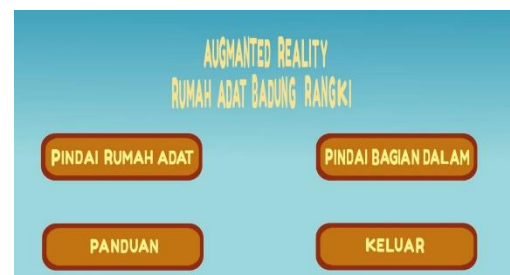 AUGMANTED REALITY
RUMAH ADAT BADUNG RANGKI
PINDAI RUMAH ADAT
PINDAI BAGIAN DALAM
PANDUAN
KELUAR